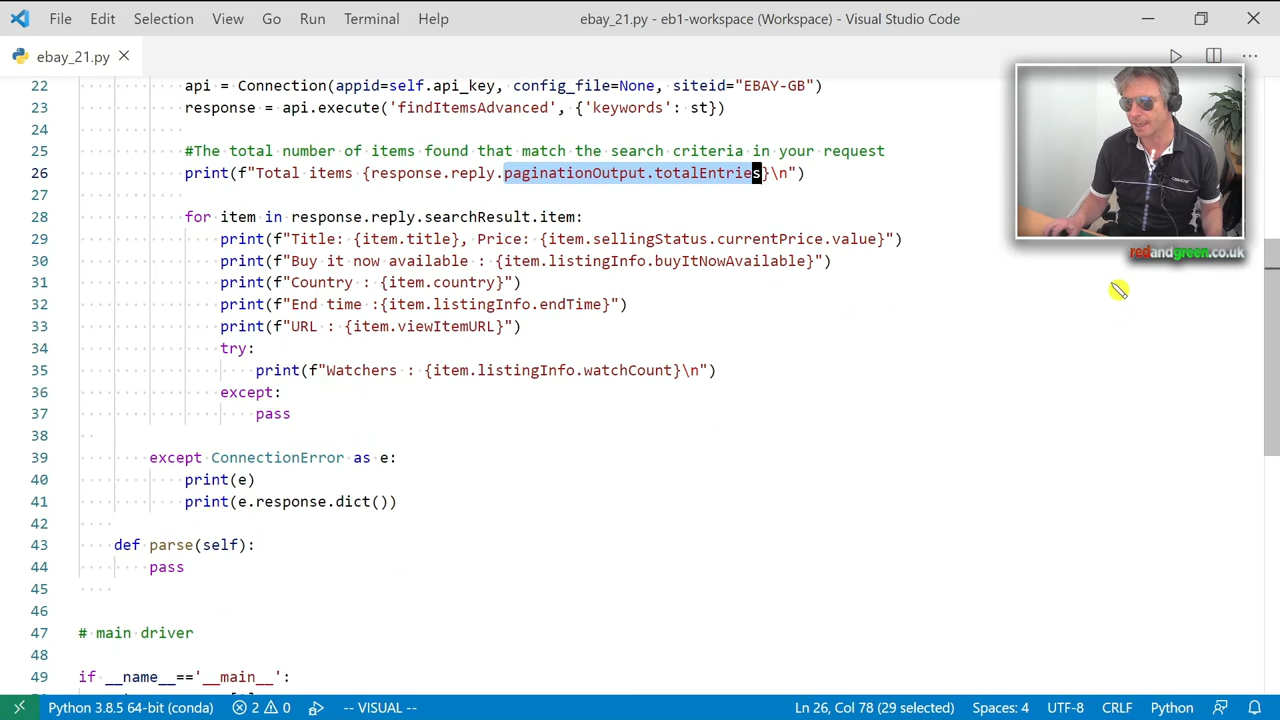 File Edit Selection View Go Run Terminal Help ebay_21.py - eb1-workspace (Workspace) - Visual Studio Code
ebay_21.py
22 api = Connection(appid=self.api_key, config_file=None, siteid="EBAY-GB")
23 response = api.execute('findItemsAdvanced', {'keywords': st})
24
25 #The total number of items found that match the search criteria in your request
26 print(f"Total items {response.reply.paginationOutput.totalEntries}\n")
27
28 for item in response.reply.searchResult.item:
29 print(f"Title: {item.title}, Price: {item.sellingStatus.currentPrice.value}")
30 print(f"Buy it now available : {item.listingInfo.buyItNowAvailable}")
31 print(f"Country : {item.country}")
32 print(f"End time :{item.listingInfo.endTime}")
33 print(f"URL : {item.viewItemURL}")
34 try:
35 print(f"Watchers : {item.listingInfo.watchCount}\n")
36 except:
37 pass
38
39 except ConnectionError as e:
40 print(e)
41 print(e.response.dict())
42
43 def parse(self):
44 pass
45
46
47 # main driver
48
49 if __name__=='__main__':
redandgreen.co.uk
Python 3.8.5 64-bit (conda) 2 0 -- VISUAL -- Ln 26, Col 78 (29 selected) Spaces: 4 UTF-8 CRLF Python